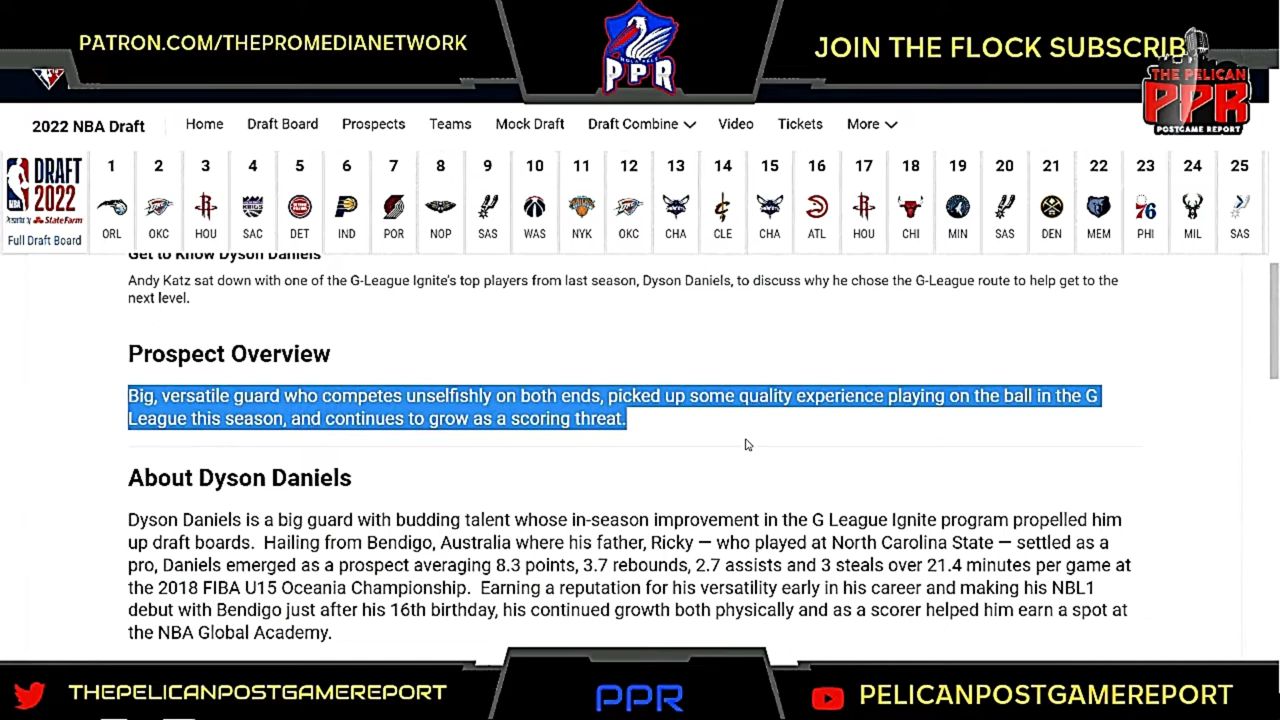 PATRON.COM/THEPROMEDIANETWORK
PPR
JOIN THE FLOCK SUBSCRIB
THE PELICAN
PPR
POSTGAME REPORT
2022 NBA Draft
Home
Draft Board
Prospects
Teams
Mock Draft
Draft Combine
Video
Tickets
More
DRAFT
2022
State Farm
Full Draft Board
1 2 3 4 5 6 7 8 9 10 11 12 13 14 15 16 17 18 19 20 21 22 23 24 25
ORL OKC HOU SAC DET IND POR NOP SAS WAS NYK OKC CHA CLE CHA ATL HOU CHI MIN SAS DEN MEM PHI MIL SAS
Get to Know Dyson Daniels
Andy Katz sat down with one of the G-League Ignite's top players from last season, Dyson Daniels, to discuss why he chose the G-League route to help get to the
next level.
Prospect Overview
Big, versatile guard who competes unselfishly on both ends, picked up some quality experience playing on the ball in the G
League this season, and continues to grow as a scoring threat.
About Dyson Daniels
Dyson Daniels is a big guard with budding talent whose in-season improvement in the G League Ignite program propelled him
up draft boards. Hailing from Bendigo, Australia where his father, Ricky — who played at North Carolina State — settled as a
pro, Daniels emerged as a prospect averaging 8.3 points, 3.7 rebounds, 2.7 assists and 3 steals over 21.4 minutes per game at
the 2018 FIBA U15 Oceania Championship. Earning a reputation for his versatility early in his career and making his NBL1
debut with Bendigo just after his 16th birthday, his continued growth both physically and as a scorer helped him earn a spot at
the NBA Global Academy.
THEPELICANPOSTGAMEREPORT
PPR
PELICANPOSTGAMEREPORT